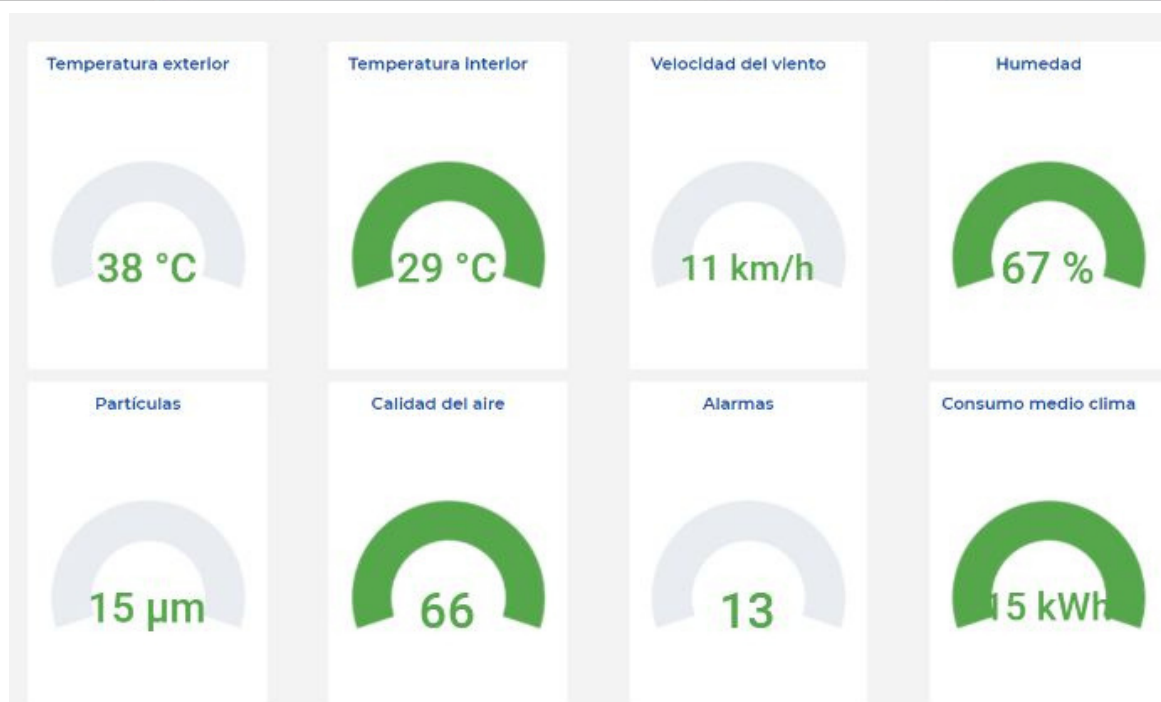 Temperatura exterior
Temperatura Interior
Velocidad del viento
Humedad
38 °C
29 °C
11 km/h
67 %
Partículas
Calidad del aire
Alarmas
Consumo medio clima
15 µm
66
13
15 kWh